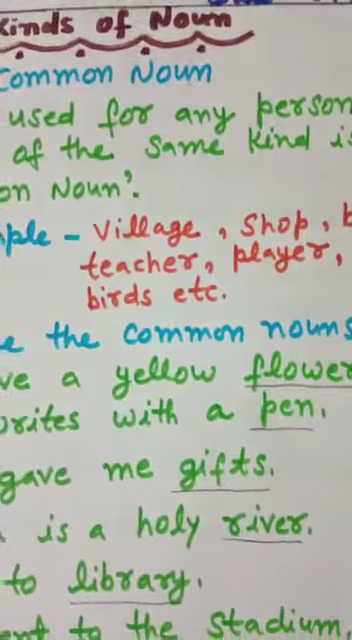 Kinds of Noun
Common Noun
used for any person
of the same kind is
on Noun'.
mple - Village, Shop, b
teacher, player,
birds etc.
e the common nouns
ve a yellow flower
writes with a pen.
gave me gifts.
is a holy river.
to library.
ent to the stadium